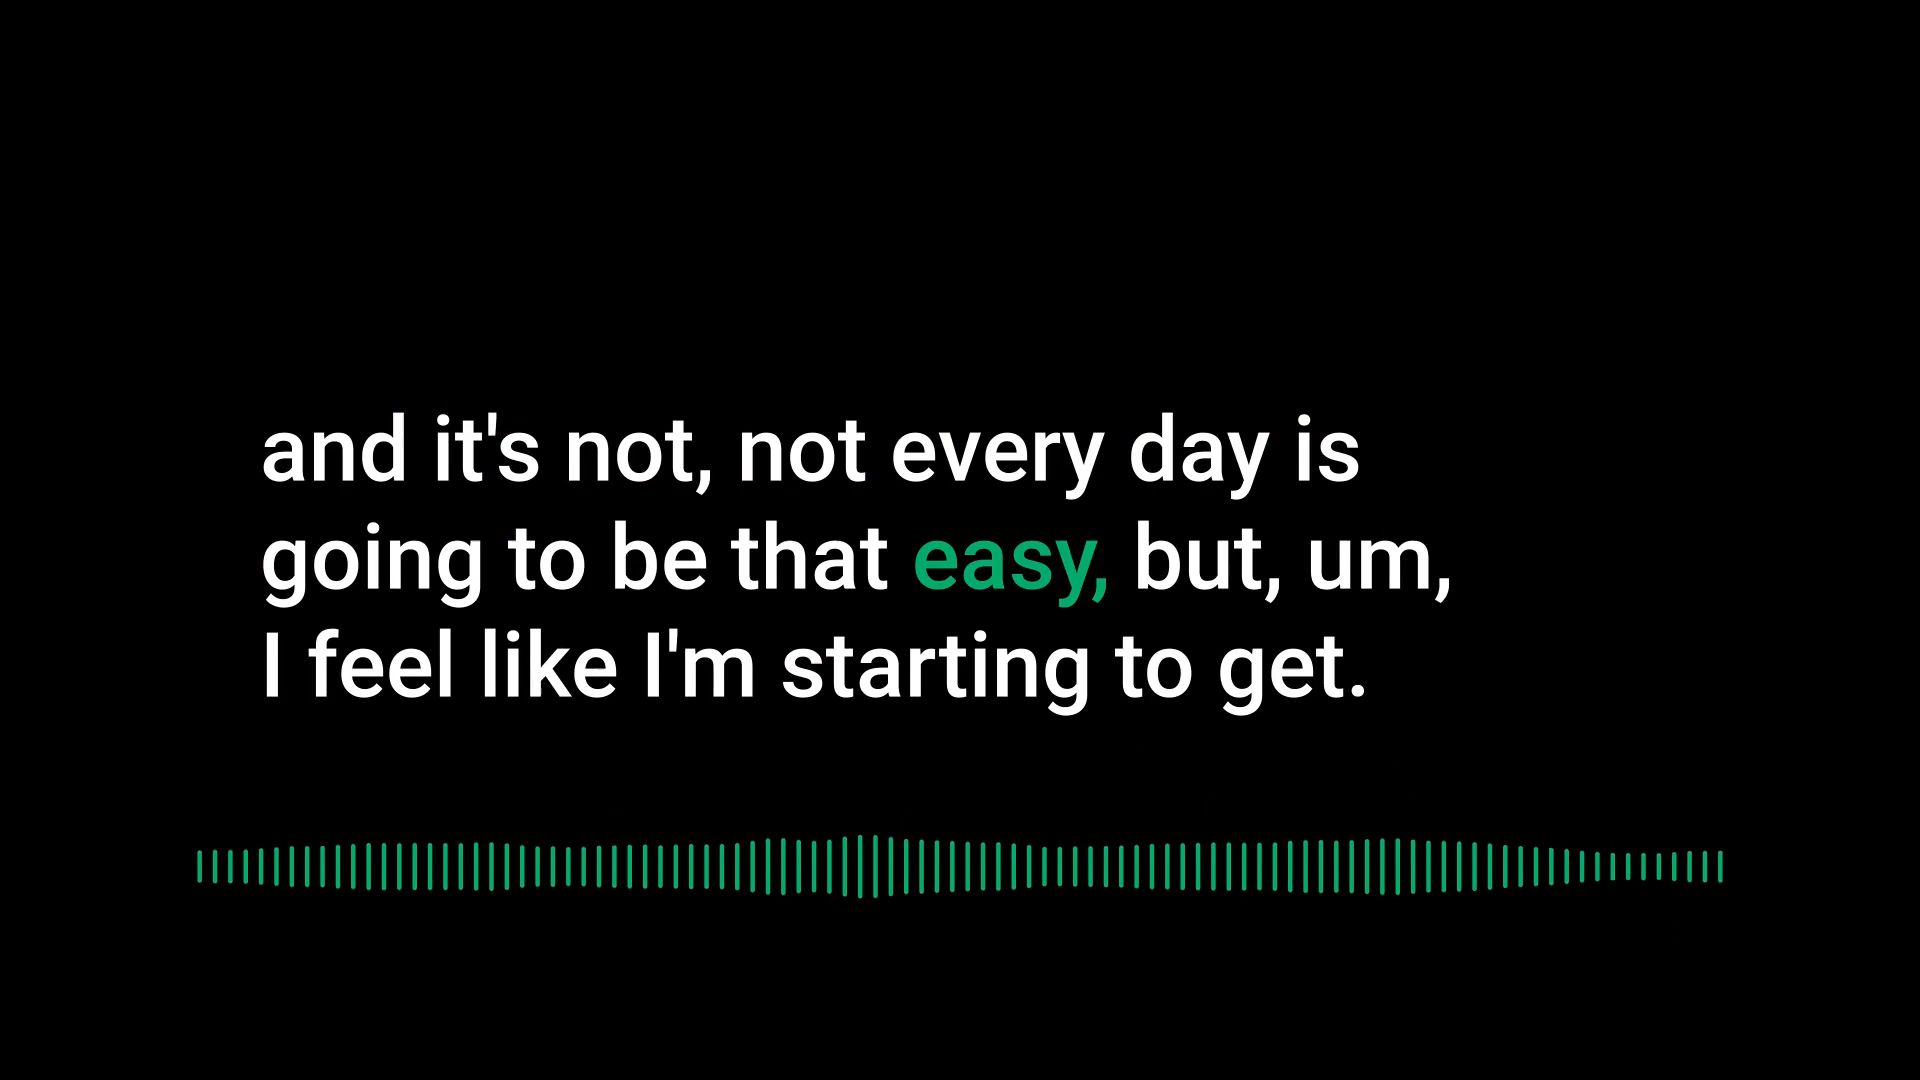 and it's not, not every day is
going to be that easy, but, um,
I feel like I'm starting to get.